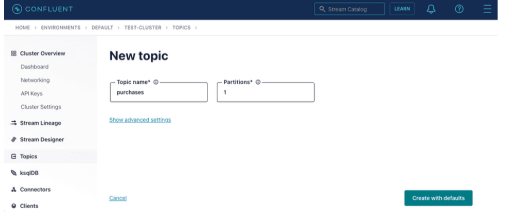 CONFLUENT
Stream Catalog
LEARN
HOME > ENVIRONMENTS > DEFAULT > TEST-CLUSTER > TOPICS >
Cluster Overview
Dashboard
Networking
API Keys
Cluster Settings
Stream Lineage
Stream Designer
Topics
ksqlDB
Connectors
Clients
New topic
Topic name*
purchases
Partitions*
1
Show advanced settings
Cancel
Create with defaults